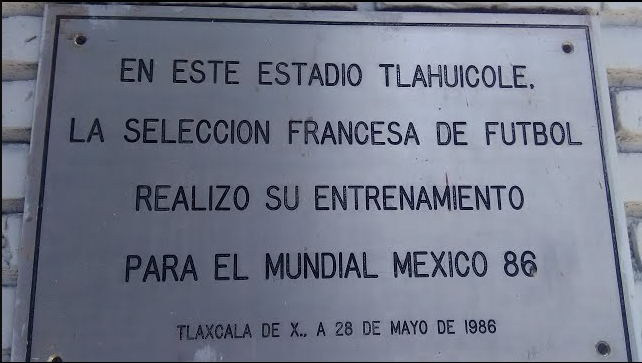 EN ESTE ESTADIO TLAHUICOLE.
LA SELECCION FRANCESA DE FUTBOL
REALIZO SU ENTRENAMIENTO
PARA EL MUNDIAL MEXICO 86
TLAXCALA DE X., A 28 DE MAYO DE 1986